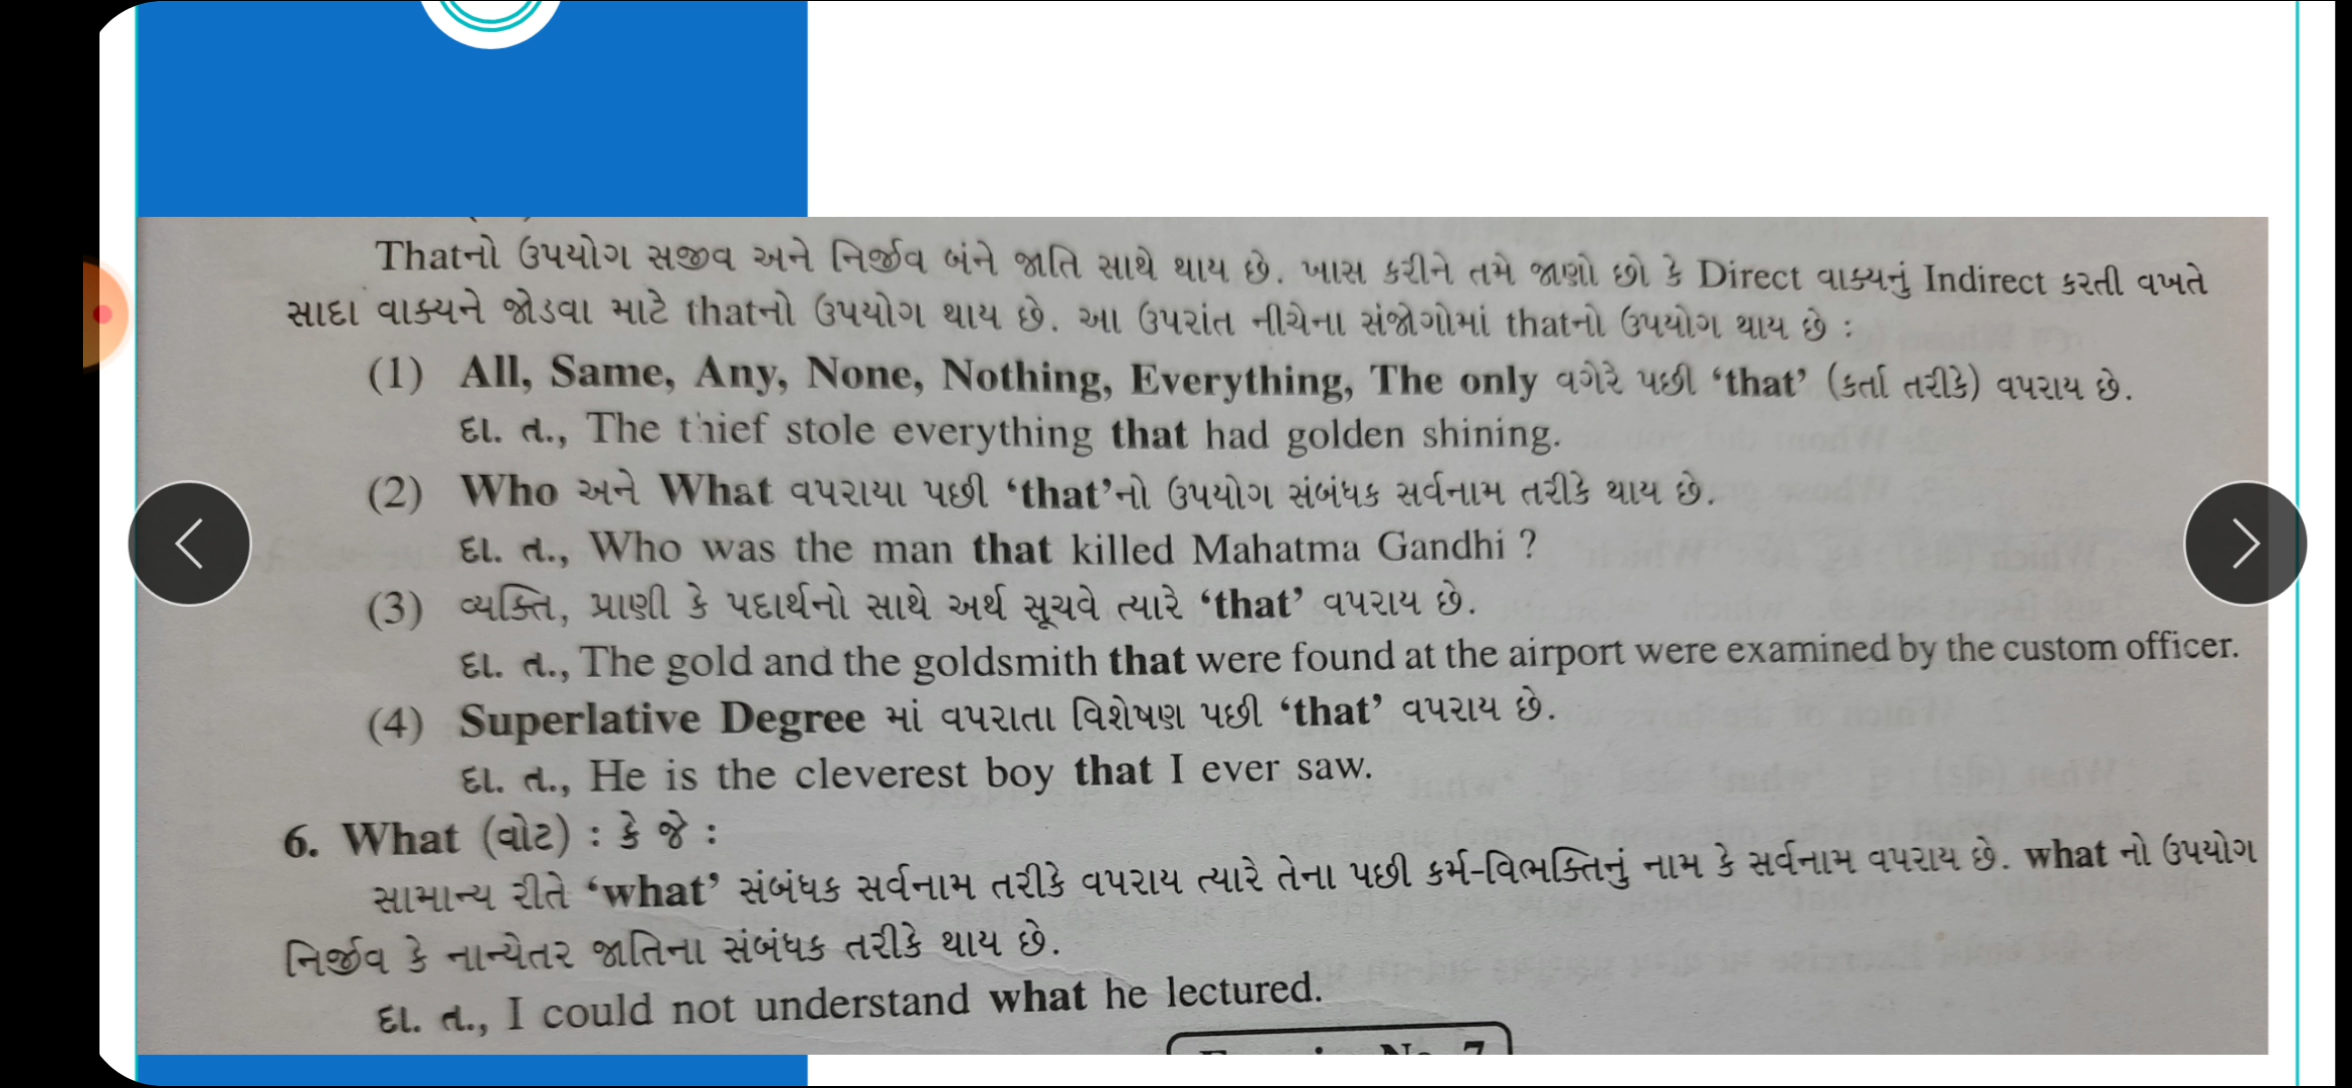 Thatનો ઉપયોગ સજીવ અને નિર્જીવ બંને જાતિ સાથે થાય છે. ખાસ કરીને તમે જાણો છો કે Direct વાક્યનું Indirect કરતી વખતે
સાદા વાક્યને જોડવા માટે thatનો ઉપયોગ થાય છે. આ ઉપરાંત નીચેના સંજોગોમાં thatનો ઉપયોગ થાય છે :
(1) All, Same, Any, None, Nothing, Everything, The only વગેરે પછી ‘that’ (કર્તા તરીકે) વપરાય છે.
દા. ત., The thief stole everything that had golden shining.
(2) Who અને What વપરાયા પછી ‘that’નો ઉપયોગ સંબંધક સર્વનામ તરીકે થાય છે.
દા. ત., Who was the man that killed Mahatma Gandhi ?
(3) વ્યક્તિ, પ્રાણી કે પદાર્થનો સાથે અર્થ સૂચવે ત્યારે ‘that’ વપરાય છે.
દા. ત., The gold and the goldsmith that were found at the airport were examined by the custom officer.
(4) Superlative Degree માં વપરાતા વિશેષણ પછી ‘that’ વપરાય છે.
દા. ત., He is the cleverest boy that I ever saw.
6. What (વોટ) : કે જે :
સામાન્ય રીતે ‘what’ સંબંધક સર્વનામ તરીકે વપરાય ત્યારે તેના પછી કર્મ-વિભક્તિનું નામ કે સર્વનામ વપરાય છે. what નો ઉપયોગ
નિર્જીવ કે નાન્યેતર જાતિના સંબંધક તરીકે થાય છે.
દા. ત., I could not understand what he lectured.